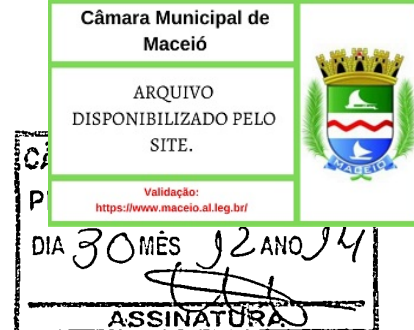 Câmara Municipal de
Maceió
ARQUIVO
DISPONIBILIZADO PELO
SITE.
Validação:
https://www.maceio.al.leg.br/
MACEIÓ
DIA 30 MÊS 12 ANO 14
ASSINATURA